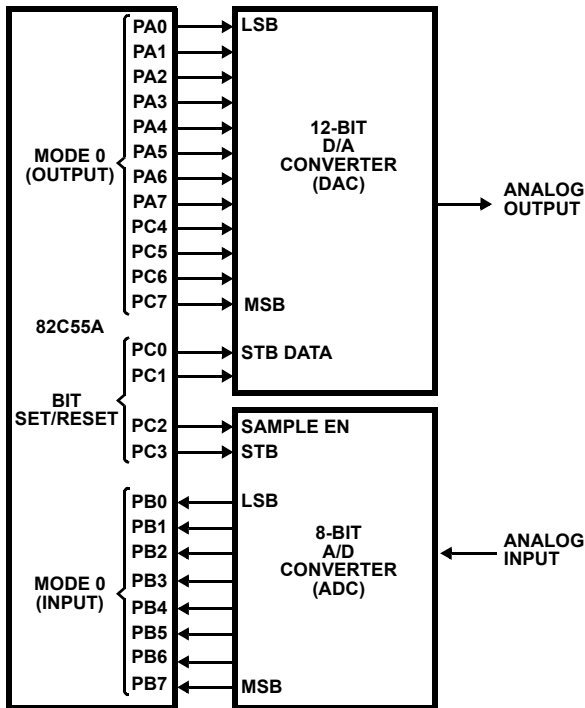 PA0
PA1
PA2
PA3
PA4
PA5
PA6
PA7
PC4
PC5
PC6
PC7
MODE 0
(OUTPUT)
82C55A
PC0
PC1
PC2
PC3
BIT
SET/RESET
PB0
PB1
PB2
PB3
PB4
PB5
PB6
PB7
MODE 0
(INPUT)
LSB
12-BIT
D/A
CONVERTER
(DAC)
MSB
STB DATA
ANALOG
OUTPUT
SAMPLE EN
STB
LSB
8-BIT
A/D
CONVERTER
(ADC)
MSB
ANALOG
INPUT